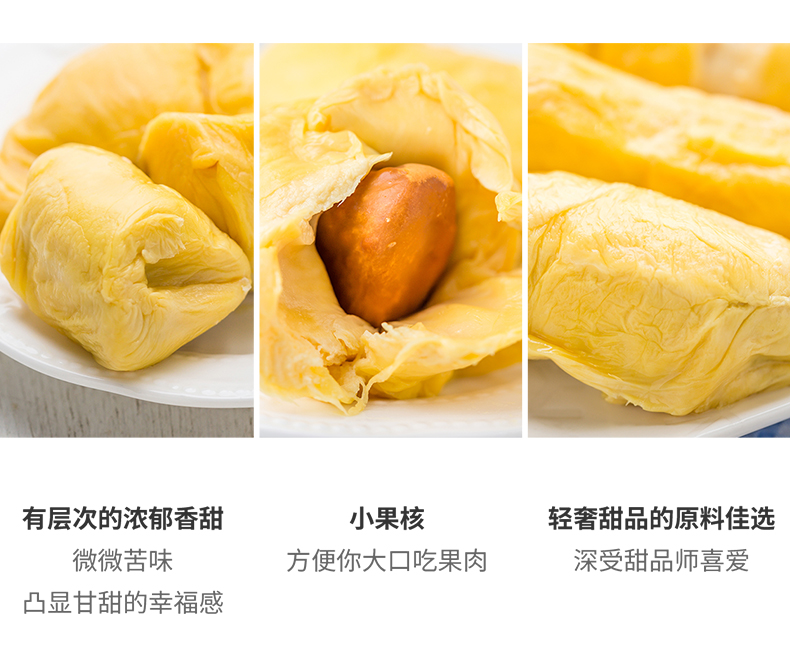 有层次的浓郁香甜
微微苦味
凸显甘甜的幸福感
小果核
方便你大口吃果肉
轻奢甜品的原料佳选
深受甜品师喜爱